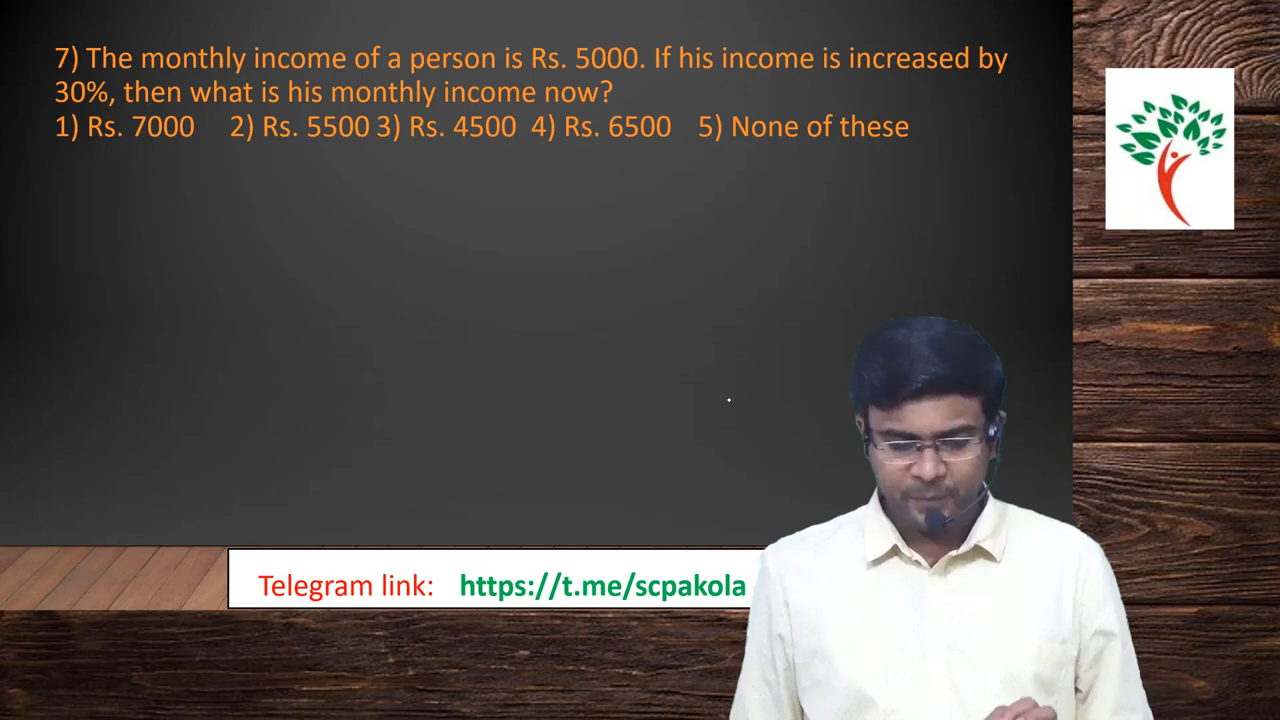 7) The monthly income of a person is Rs. 5000. If his income is increased by
30%, then what is his monthly income now?
1) Rs. 7000 2) Rs. 5500 3) Rs. 4500 4) Rs. 6500 5) None of these
Telegram link: https://t.me/scpakola